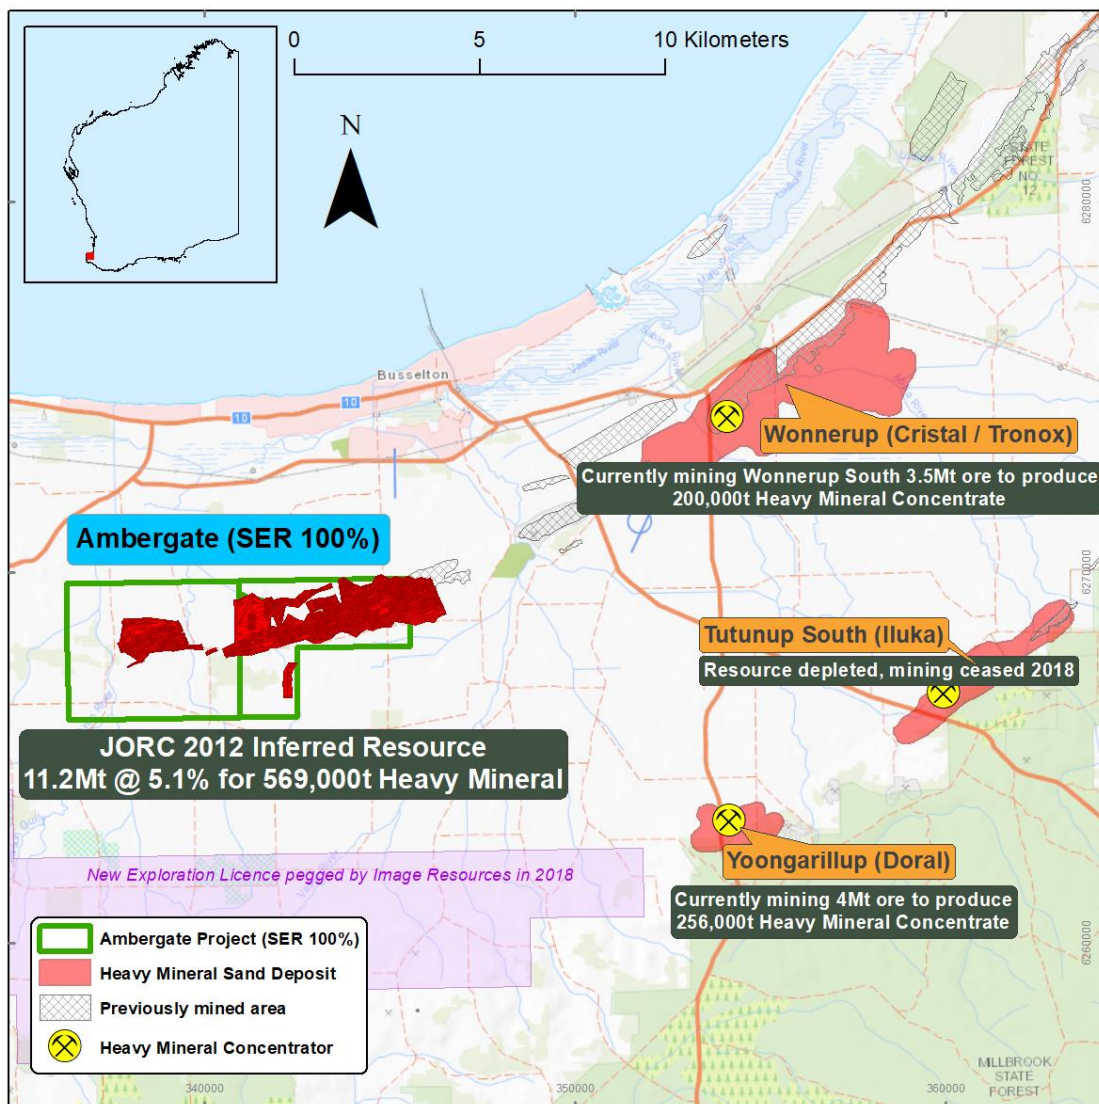 0 5 10 Kilometers
N
STATE
FOREST
NO.
12
6280000
Sabina River
Vasse River
Busselton
10
10
Wonnerup (Cristal / Tronox)
Currently mining Wonnerup South 3.5Mt ore to produce
200,000t Heavy Mineral Concentrate
Ambergate (SER 100%)
6270000
Tutunup South (Iluka)
Resource depleted, mining ceased 2018
JORC 2012 Inferred Resource
11.2Mt @ 5.1% for 569,000t Heavy Mineral
Yoongarillup (Doral)
Currently mining 4Mt ore to produce
256,000t Heavy Mineral Concentrate
New Exploration Licence pegged by Image Resources in 2018
6260000
Ambergate Project (SER 100%)
Heavy Mineral Sand Deposit
Previously mined area
Heavy Mineral Concentrator
MILLBROOK
STATE
FOREST
340000
350000
360000